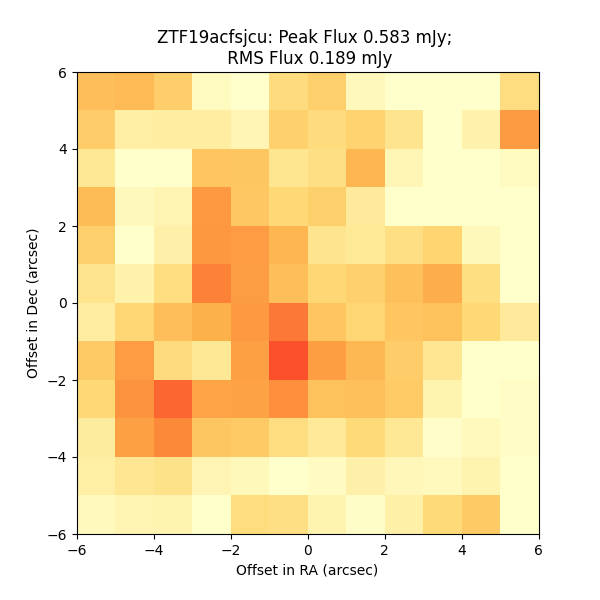 ZTF19acfsjcu: Peak Flux 0.583 mJy;
RMS Flux 0.189 mJy
6
4
2
0
−2
−4
−6
Offset in Dec (arcsec)
−6 −4 −2 0 2 4 6
Offset in RA (arcsec)